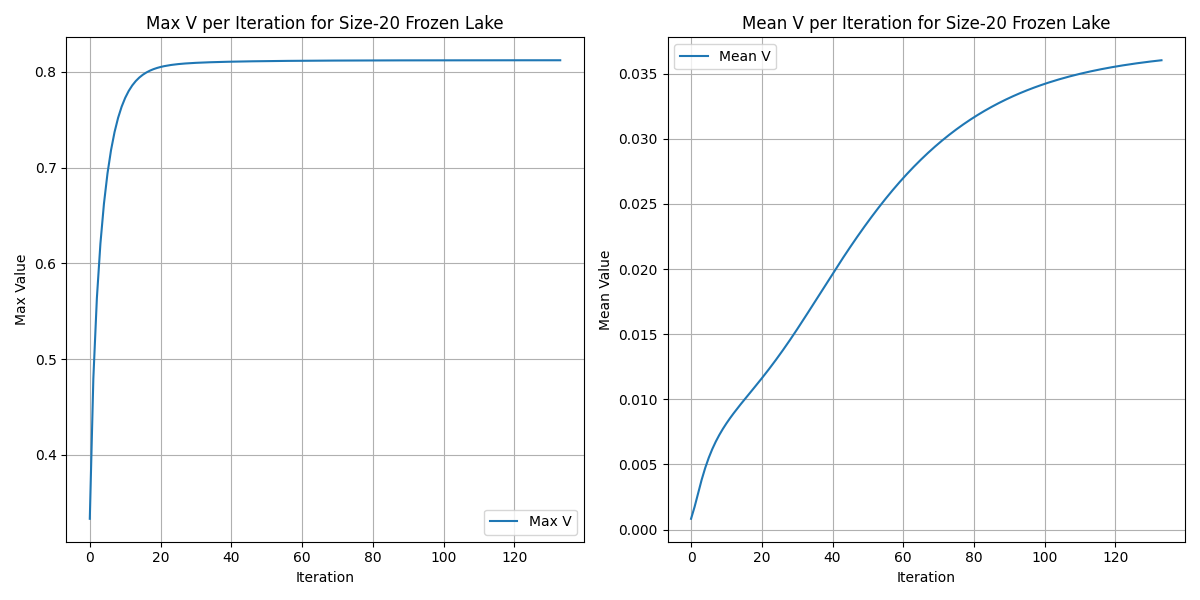 Max V per Iteration for Size-20 Frozen Lake
Max Value
0.8
0.7
0.6
0.5
0.4
0 20 40 60 80 100 120
Iteration
Max V
Mean V per Iteration for Size-20 Frozen Lake
Mean V
Mean Value
0.035
0.030
0.025
0.020
0.015
0.010
0.005
0.000
0 20 40 60 80 100 120
Iteration